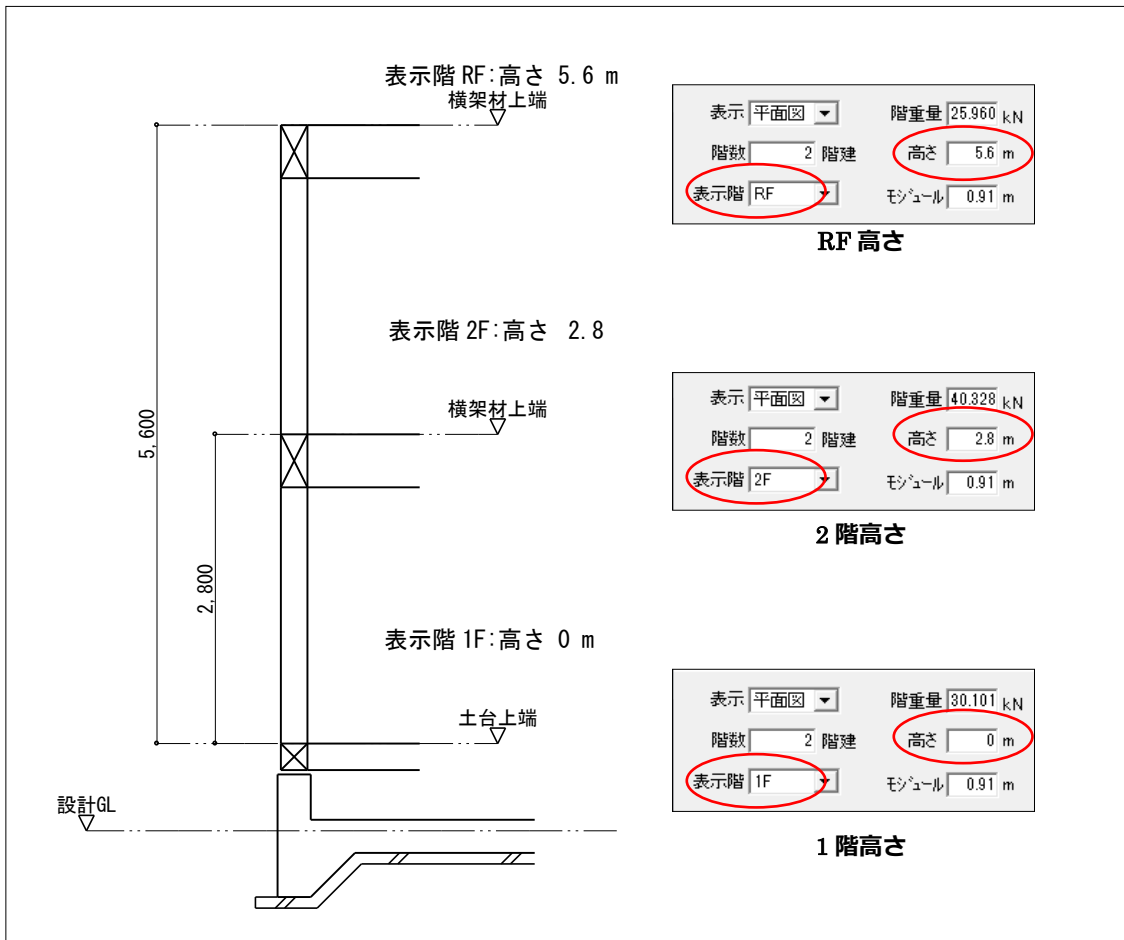 表示階 RF:高さ 5.6 m
横架材上端
5,600
表示階 2F:高さ 2.8
横架材上端
2,800
表示階 1F:高さ 0 m
土台上端
設計GL
表示 平面図 階重量 25.960 kN
階数 2 階建 高さ 5.6 m
表示階 RF モジュール 0.91 m
RF 高さ
表示 平面図 階重量 40.328 kN
階数 2 階建 高さ 2.8 m
表示階 2F モジュール 0.91 m
2 階高さ
表示 平面図 階重量 30.101 kN
階数 2 階建 高さ 0 m
表示階 1F モジュール 0.91 m
1 階高さ